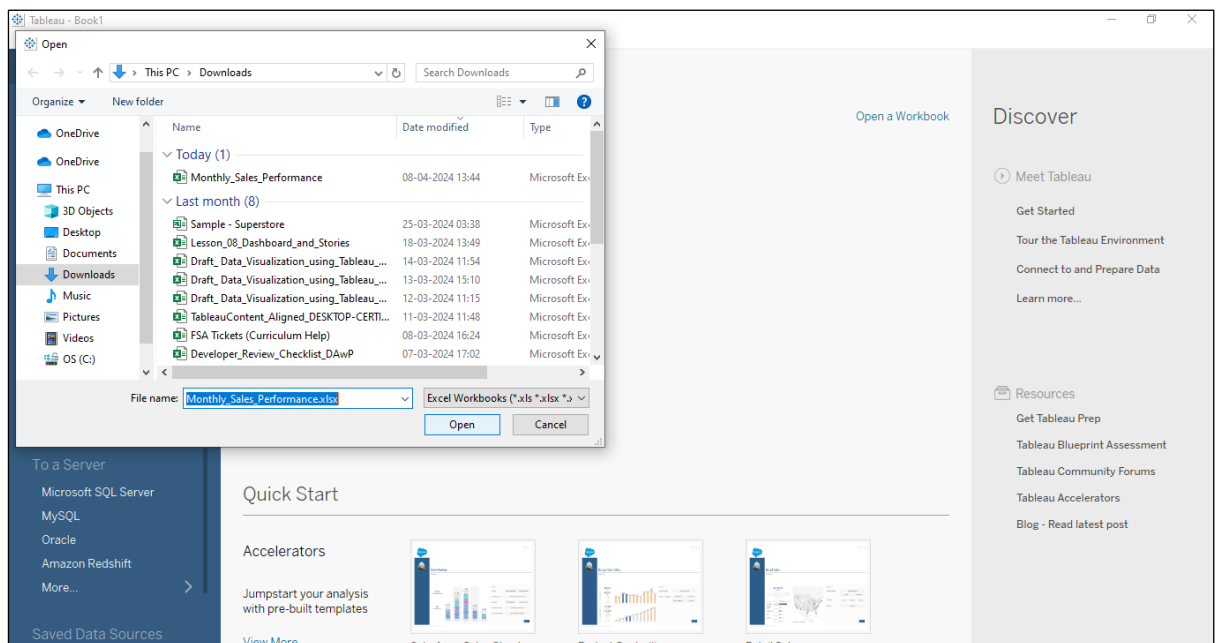 Tableau - Book1
Open
This PC > Downloads
Search Downloads
Organize
New folder
OneDrive
OneDrive
This PC
3D Objects
Desktop
Documents
Downloads
Music
Pictures
Videos
OS (C:)
Name Date modified Type
Today (1)
Monthly_Sales_Performance 08-04-2024 13:44 Microsoft Ex
Last month (8)
Sample - Superstore 25-03-2024 03:38 Microsoft Ex
Lesson_08_Dashboard_and_Stories 18-03-2024 13:49 Microsoft Ex
Draft_ Data_Visualization_using_Tableau_... 14-03-2024 11:54 Microsoft Ex
Draft_ Data_Visualization_using_Tableau_... 13-03-2024 15:10 Microsoft Ex
Draft_ Data_Visualization_using_Tableau_... 12-03-2024 11:15 Microsoft Ex
TableauContent_Aligned_DESKTOP-CERTI... 11-03-2024 11:48 Microsoft Ex
FSA Tickets (Curriculum Help) 08-03-2024 16:24 Microsoft Ex
Developer_Review_Checklist_DAwP 07-03-2024 17:02 Microsoft Ex
File name: Monthly_Sales_Performance.xlsx
Excel Workbooks (*.xls *.xlsx *.
Open
Cancel
To a Server
Microsoft SQL Server
MySQL
Oracle
Amazon Redshift
More...
Saved Data Sources
Open a Workbook
Quick Start
Accelerators
Jumpstart your analysis
with pre-built templates
View More
Discover
Meet Tableau
Get Started
Tour the Tableau Environment
Connect to and Prepare Data
Learn more...
Resources
Get Tableau Prep
Tableau Blueprint Assessment
Tableau Community Forums
Tableau Accelerators
Blog - Read latest post